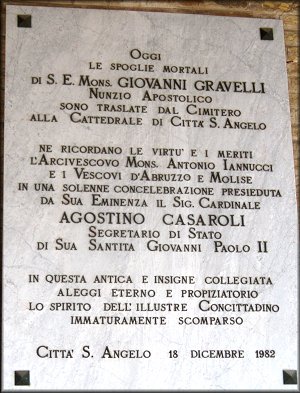 Oggi
le spoglie mortali
di S. E. Mons. GIOVANNI GRAVELLI
Nunzio Apostolico
sono traslate dal Cimitero
alla Cattedrale di Città S. Angelo
ne ricordano le virtu' e i meriti
l'Arcivescovo Mons. Antonio Iannucci
e i Vescovi d'Abruzzo e Molise
in una solenne concelebrazione presieduta
da Sua Eminenza il Sig. Cardinale
AGOSTINO CASAROLI
Segretario di Stato
di Sua Santita Giovanni Paolo II
in questa antica e insigne collegiata
aleggi eterno e propiziatorio
lo spirito dell'illustre Concittadino
immaturamente scomparso
Citta' S. Angelo 18 dicembre 1982